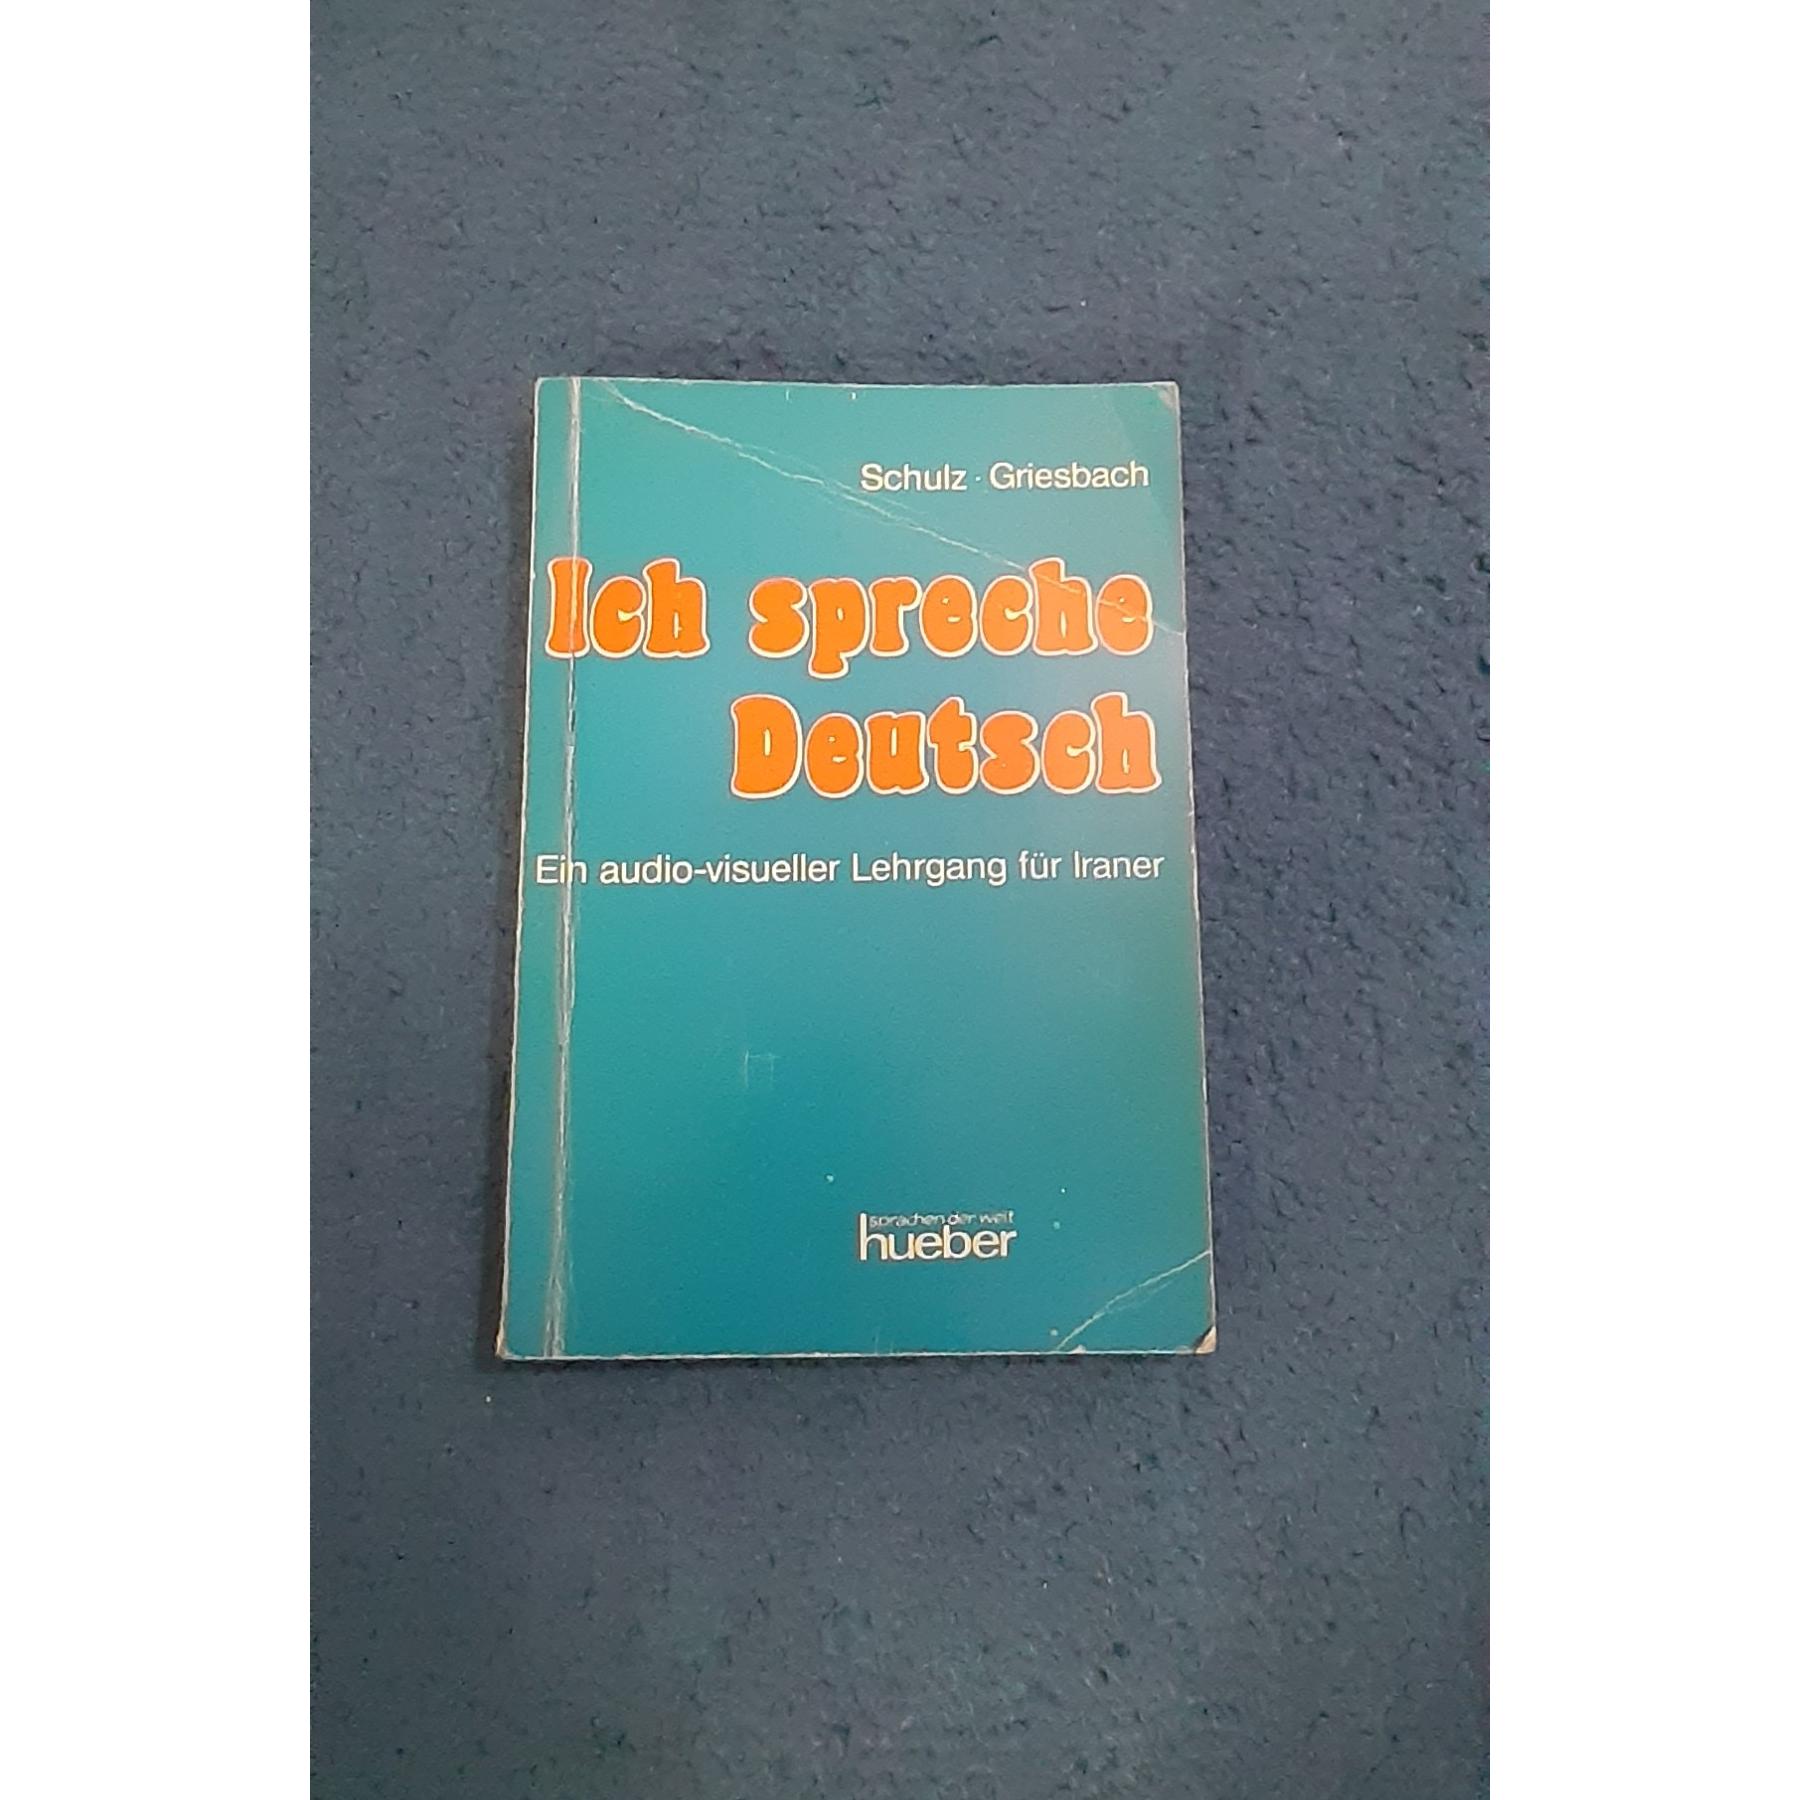 Schulz · Griesbach
Ich spreche
Deutsch
Ein audio-visueller Lehrgang für Iraner
sprachen der welt
hueber